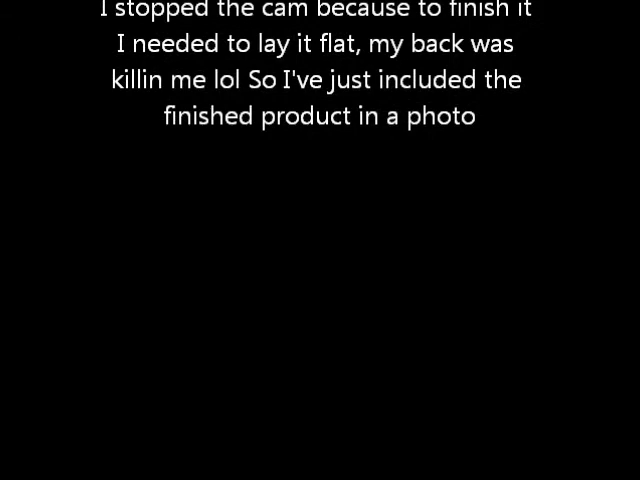 I stopped the cam because to finish it
I needed to lay it flat, my back was
killin me lol So I've just included the
finished product in a photo